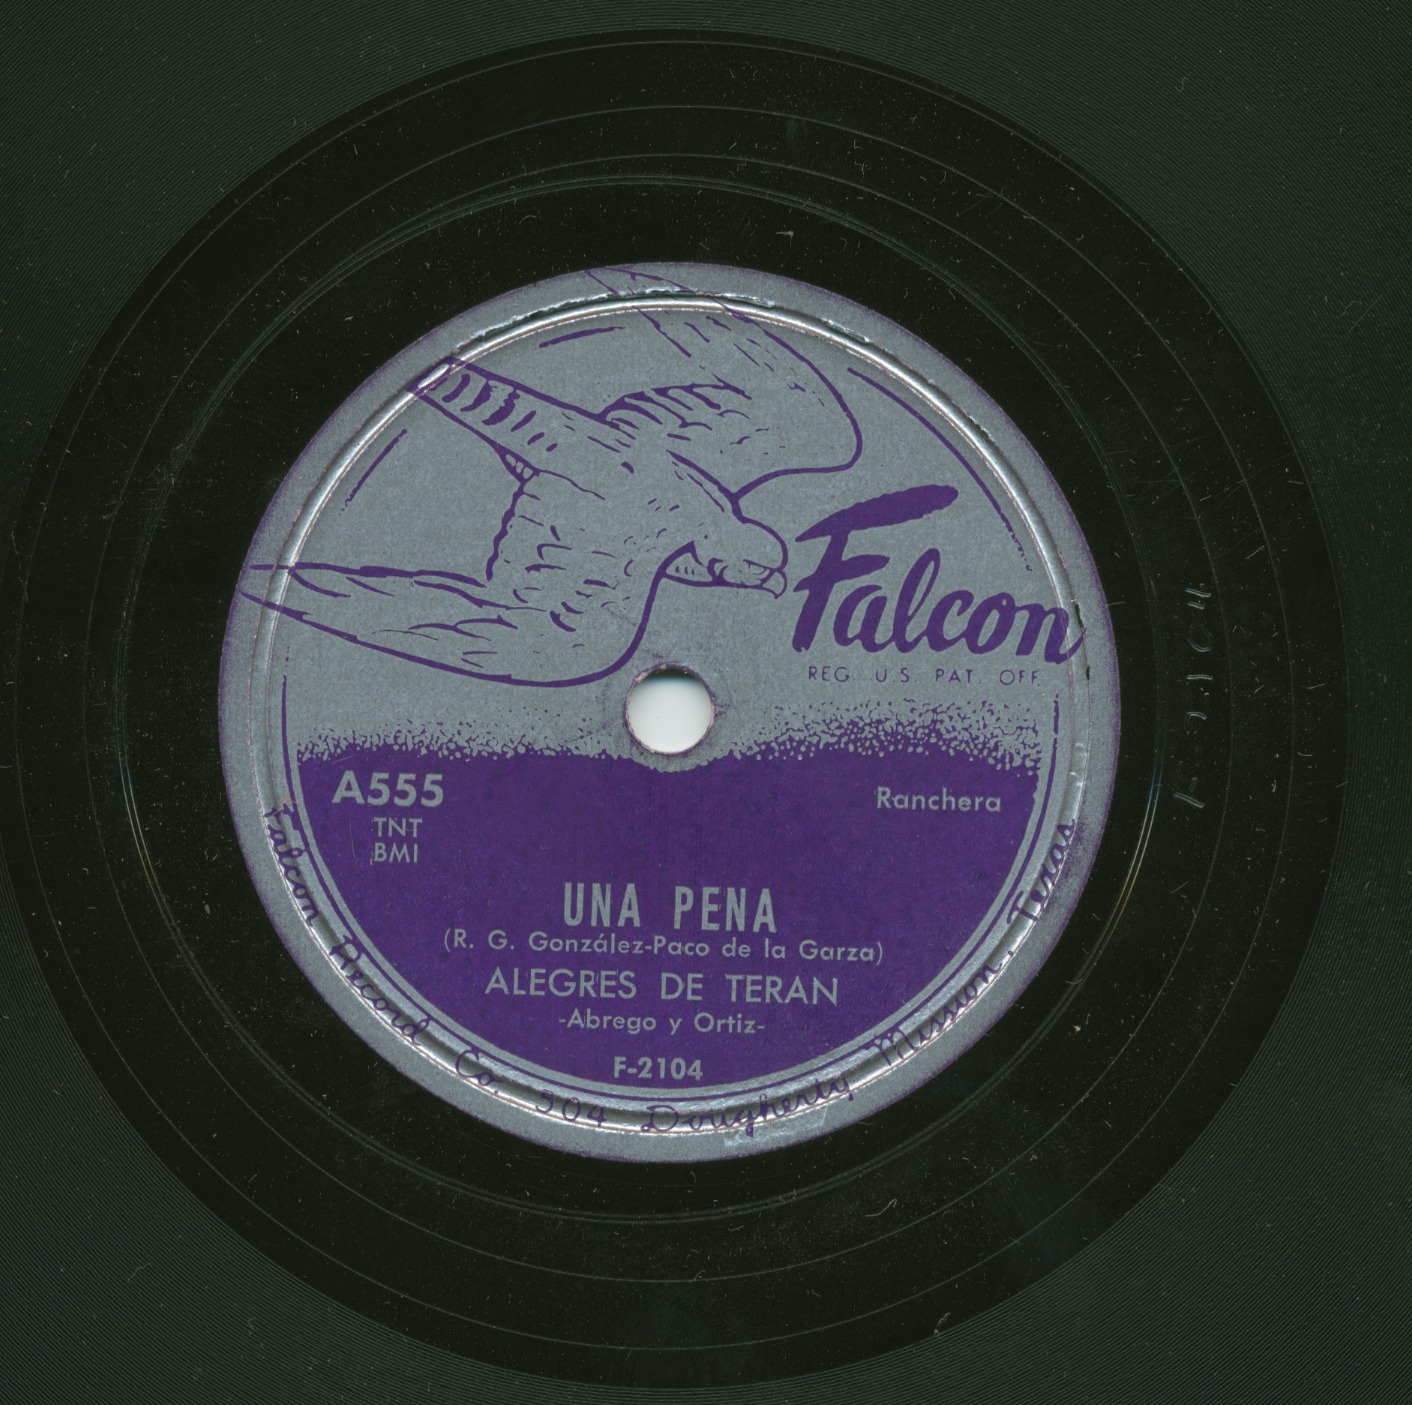 Falcon
REG. U.S. PAT. OFF.
A555
Ranchera
TNT
BMI
UNA PENA
(R. G. González-Paco de la Garza)
ALEGRES DE TERAN
-Abrego y Ortiz-
F-2104
Falcon Record Co. 504 Dougherty Mission, Texas